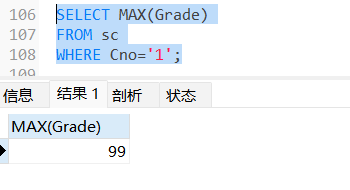 106 SELECT MAX(Grade)
107 FROM sc
108 WHERE Cno='1';
109
信息 结果 1 剖析 状态
MAX(Grade)
99